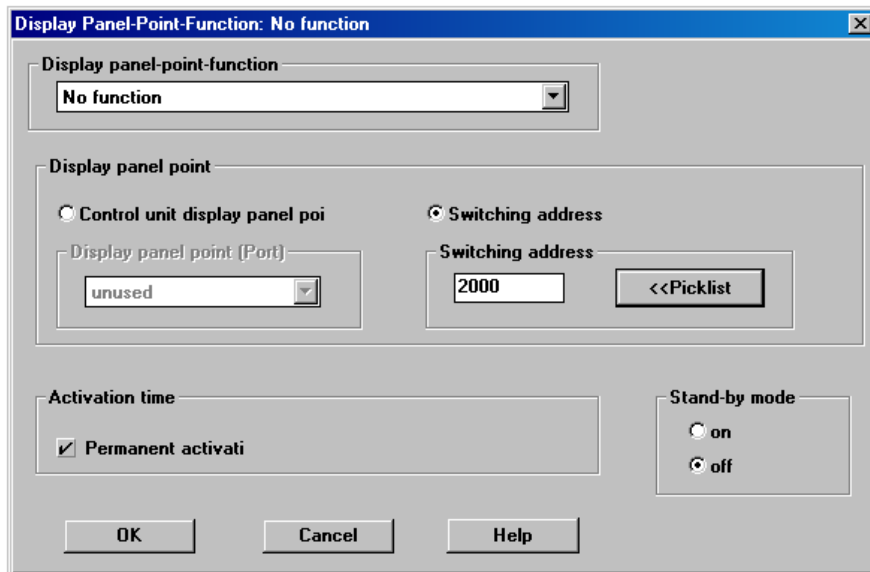 Display Panel-Point-Function: No function
Display panel-point-function
No function
Display panel point
Control unit display panel poi
Switching address
Display panel point (Port)
Switching address
unused
2000
<<Picklist
Activation time
Stand-by mode
Permanent activati
on
off
OK
Cancel
Help